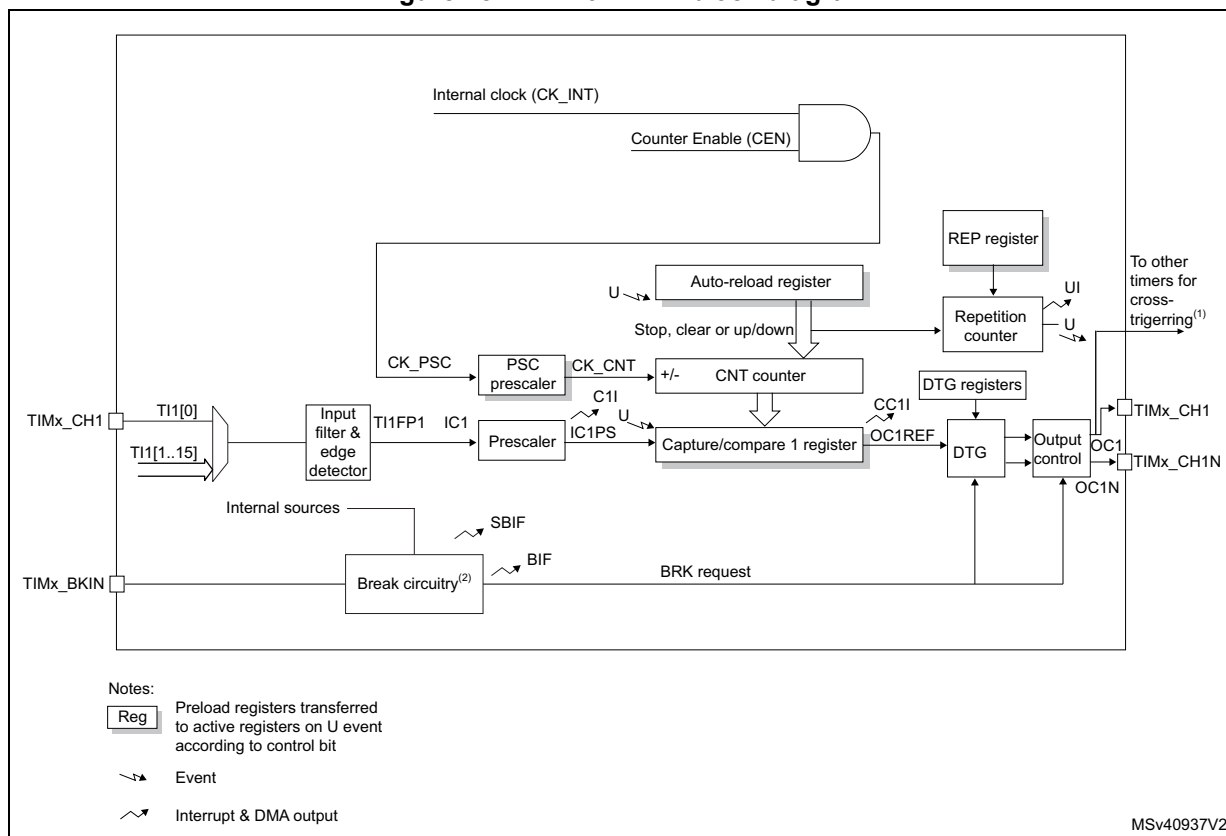 Internal clock (CK_INT)
Counter Enable (CEN)
REP register
To other
timers for
cross-
trigerring(1)
Auto-reload register
U
UI
Stop, clear or up/down
Repetition
counter
U
CK_PSC
PSC
prescaler
CK_CNT
+/-
CNT counter
DTG registers
TIMx_CH1
TI1[0]
TI1[1..15]
Input
filter &
edge
detector
TI1FP1
IC1
Prescaler
C1I
IC1PS
U
Capture/compare 1 register
CC1I
OC1REF
DTG
Output
control
OC1
TIMx_CH1
TIMx_CH1N
OC1N
Internal sources
SBIF
BIF
TIMx_BKIN
Break circuitry(2)
BRK request
Notes:
Reg
Preload registers transferred
to active registers on U event
according to control bit
Event
Interrupt & DMA output
MSv40937V2